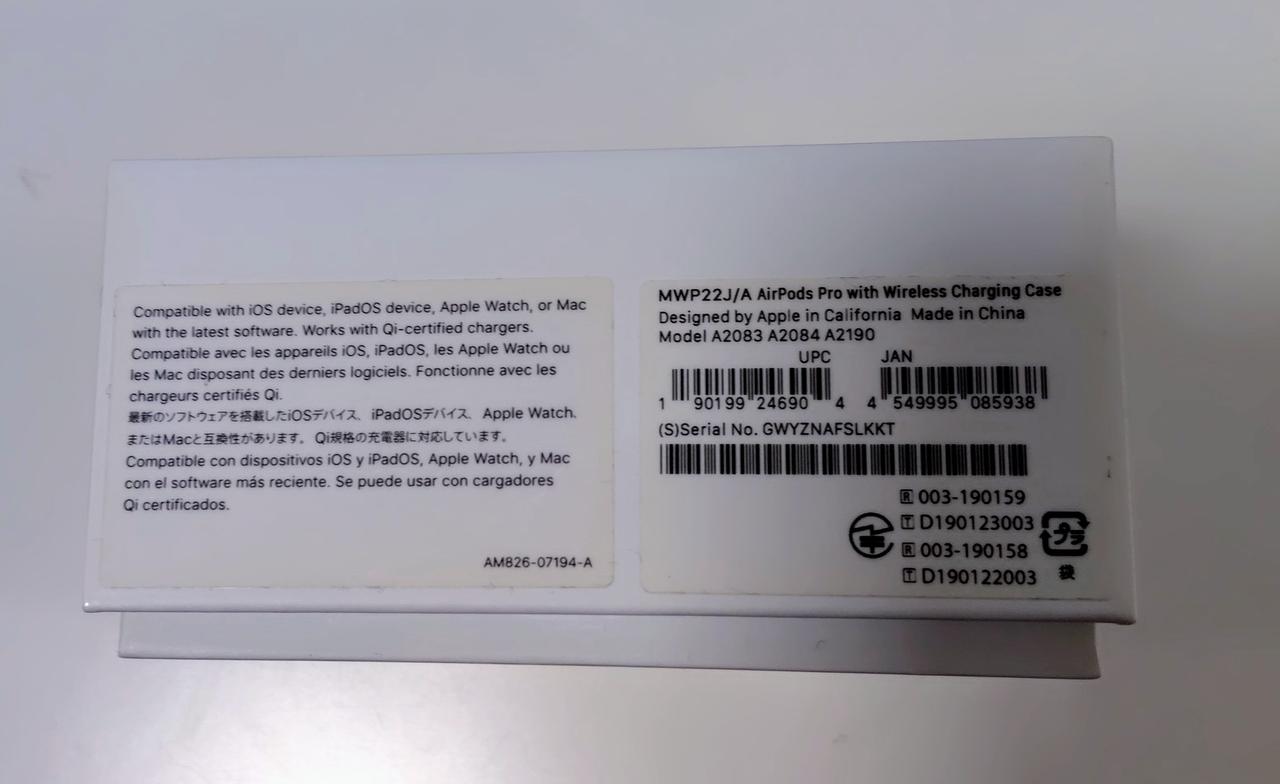 Compatible with iOS device, iPadOS device, Apple Watch, or Mac
with the latest software. Works with Qi-certified chargers.
Compatible avec les appareils iOS, iPadOS, les Apple Watch ou
les Mac disposant des derniers logiciels. Fonctionne avec les
chargeurs certifiés Qi.
最新のソフトウェアを搭載したiOSデバイス、iPadOSデバイス、Apple Watch、
またはMacと互換性があります。Qi規格の充電器に対応しています。
Compatible con dispositivos iOS y iPadOS, Apple Watch, y Mac
con el software más reciente. Se puede usar con cargadores
Qi certificados.
AM826-07194-A
MWP22J/A AirPods Pro with Wireless Charging Case
Designed by Apple in California Made in China
Model A2083 A2084 A2190
UPC JAN
1 90199 24690 4 4 549995 085938
(S)Serial No. GWYZNAFSLKKT
R 003-190159
T D190123003
R 003-190158
T D190122003
プラ
袋